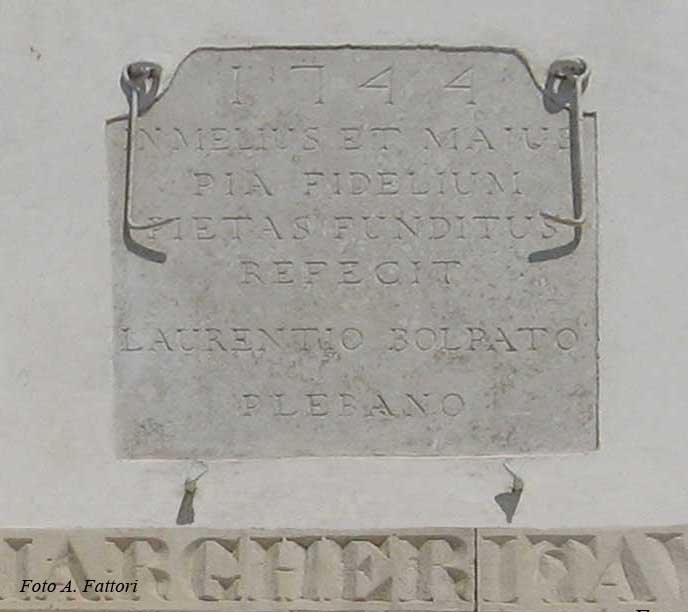 1744
IN MELIUS ET MAIUS
PIA FIDELIUM
PIETAS FUNDITUS
REFECIT
LAURENTIO BOLPATO
PLEBANO
Foto A. Fattori